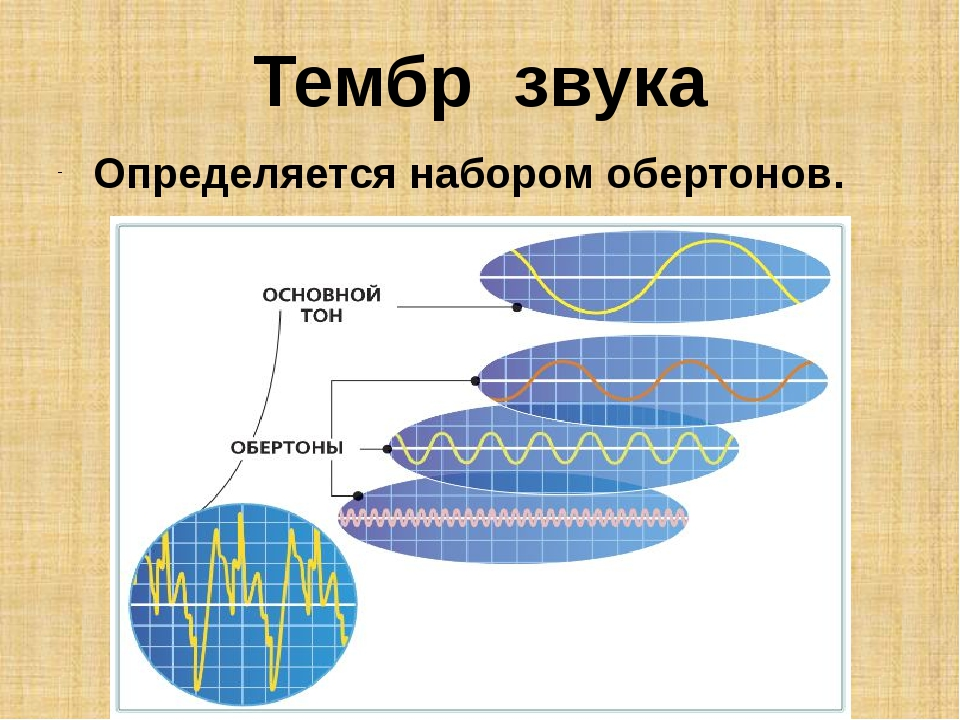 Тембр звука
- Определяется набором обертонов.
ОСНОВНОЙ
ТОН
ОБЕРТОНЫ